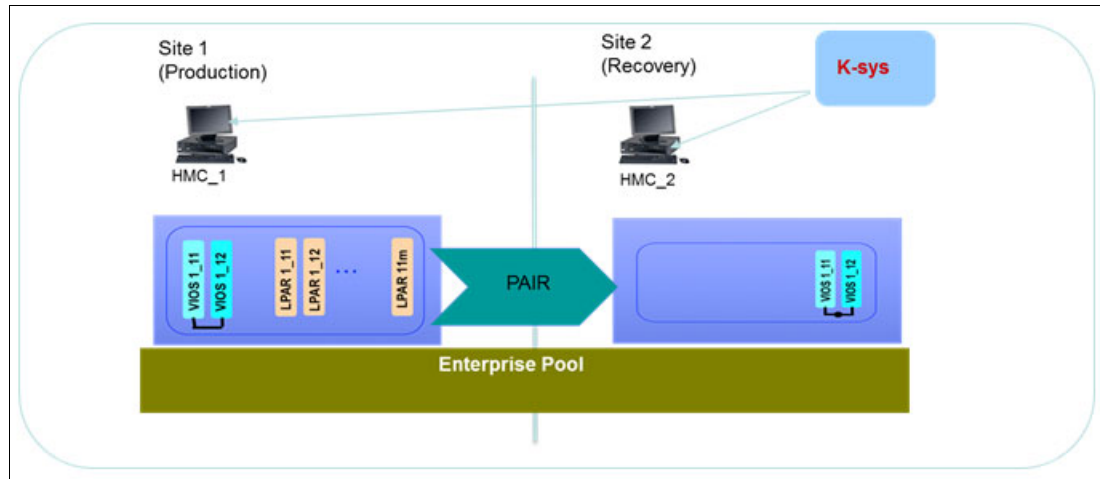 Site 1
(Production)
Site 2
(Recovery)
K-sys
HMC_1
HMC_2
VIOS 1_11
VIOS 1_12
LPAR 1_11
LPAR 1_12
...
LPAR 11m
PAIR
VIOS 1_11
VIOS 1_12
Enterprise Pool